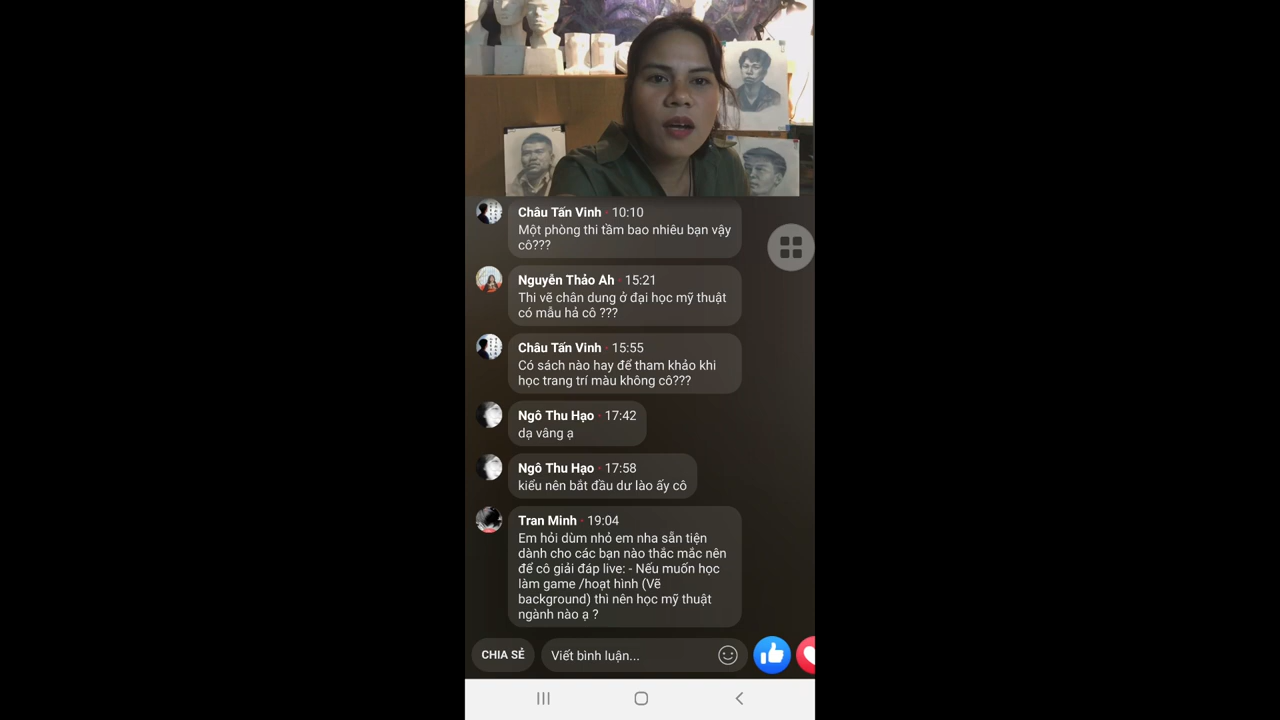 Châu Tấn Vinh · 10:10
Một phòng thi tầm bao nhiêu bạn vậy
cô???
Nguyễn Thảo Ah · 15:21
Thi vẽ chân dung ở đại học mỹ thuật
có mẫu hả cô ???
Châu Tấn Vinh · 15:55
Có sách nào hay để tham khảo khi
học trang trí màu không cô???
Ngô Thu Hạo · 17:42
dạ vâng ạ
Ngô Thu Hạo · 17:58
kiểu nên bắt đầu dư lào ấy cô
Tran Minh · 19:04
Em hỏi dùm nhỏ em nha sẵn tiện
dành cho các bạn nào thắc mắc nên
để cô giải đáp live: - Nếu muốn học
làm game /hoạt hình (Vẽ
background) thì nên học mỹ thuật
ngành nào ạ ?
CHIA SẺ
Viết bình luận...